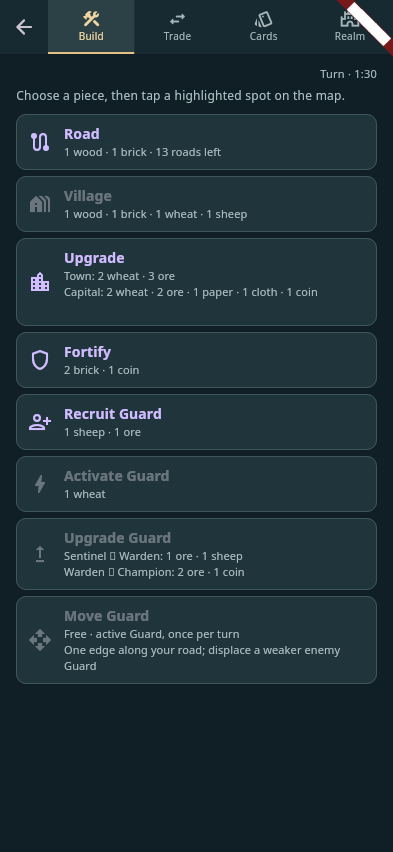 Build
Trade
Cards
Realm
Turn · 1:30
Choose a piece, then tap a highlighted spot on the map.
Road
1 wood · 1 brick · 13 roads left
Village
1 wood · 1 brick · 1 wheat · 1 sheep
Upgrade
Town: 2 wheat · 3 ore
Capital: 2 wheat · 2 ore · 1 paper · 1 cloth · 1 coin
Fortify
2 brick · 1 coin
Recruit Guard
1 sheep · 1 ore
Activate Guard
1 wheat
Upgrade Guard
Sentinel ▯ Warden: 1 ore · 1 sheep
Warden ▯ Champion: 2 ore · 1 coin
Move Guard
Free · active Guard, once per turn
One edge along your road; displace a weaker enemy
Guard